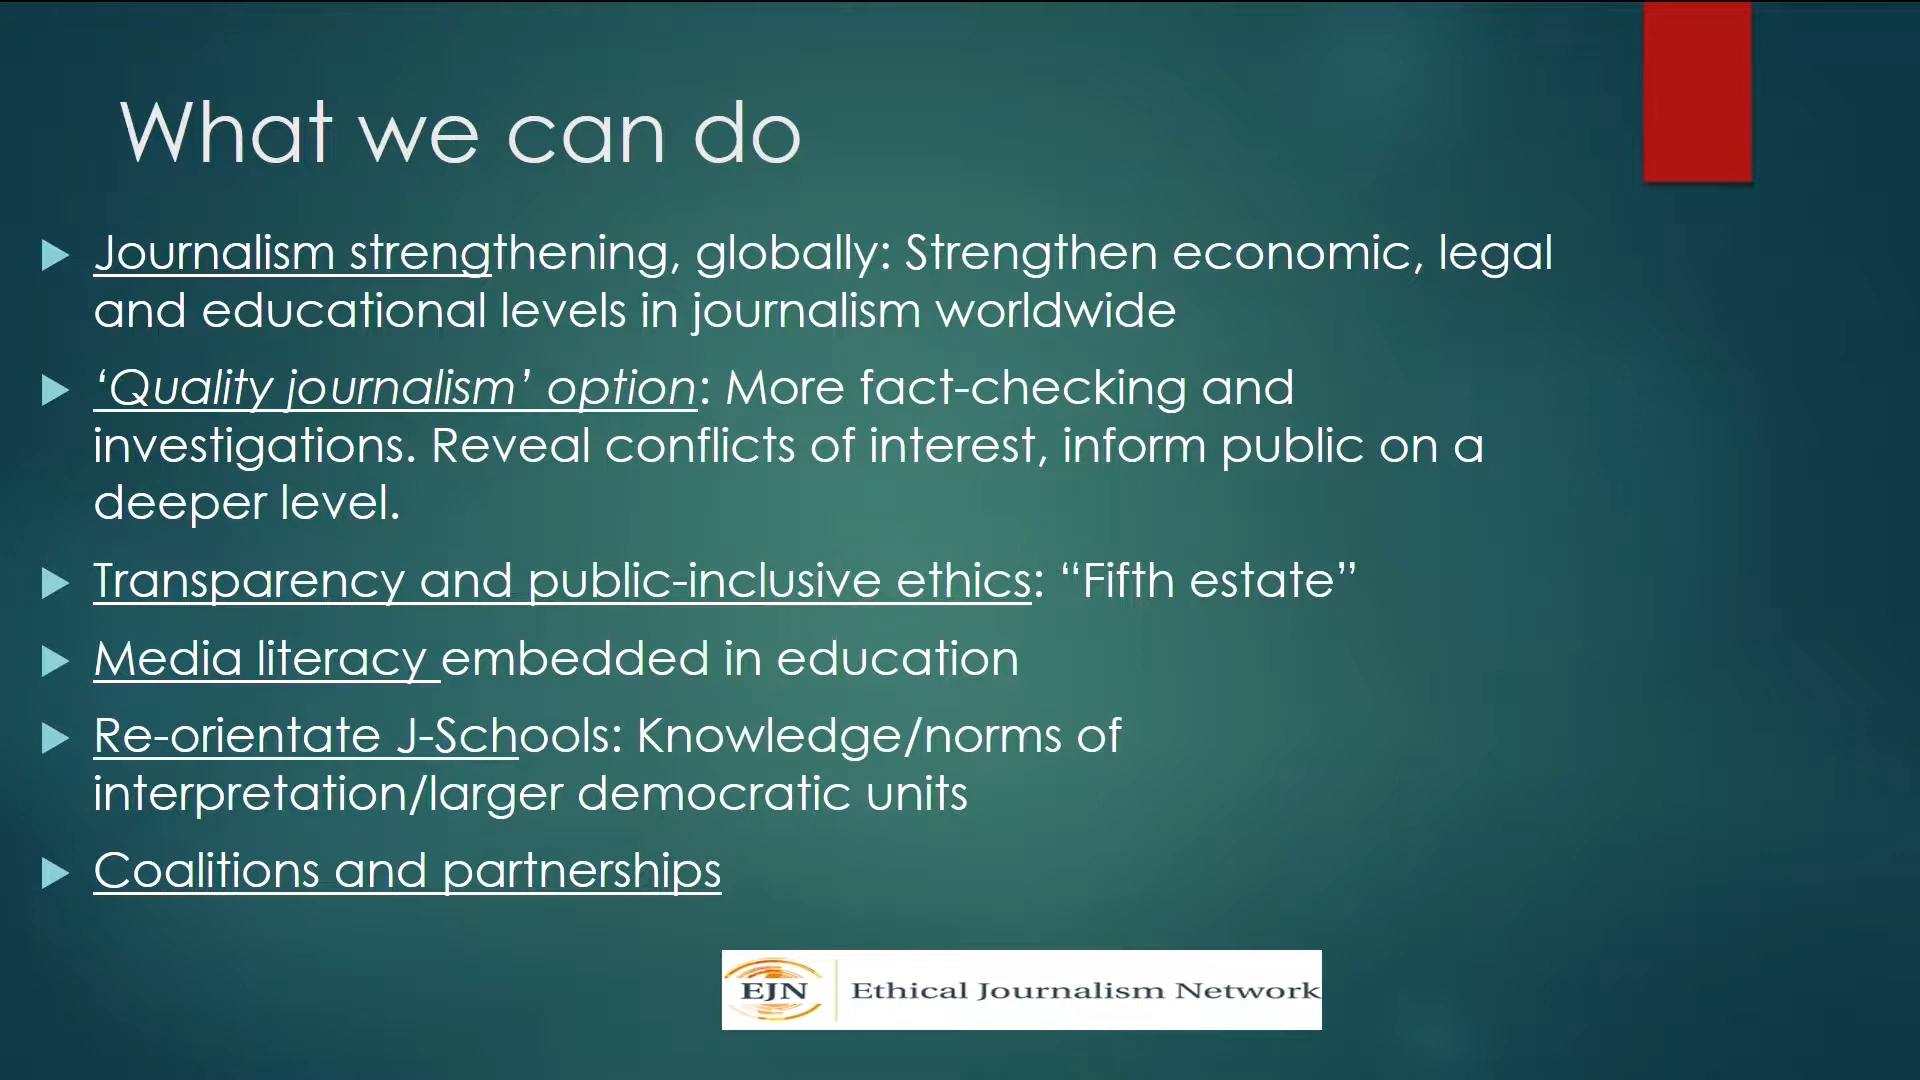 What we can do
Journalism strengthening, globally: Strengthen economic, legal
and educational levels in journalism worldwide
‘Quality journalism’ option: More fact-checking and
investigations. Reveal conflicts of interest, inform public on a
deeper level.
Transparency and public-inclusive ethics: “Fifth estate”
Media literacy embedded in education
Re-orientate J-Schools: Knowledge/norms of
interpretation/larger democratic units
Coalitions and partnerships
EJN Ethical Journalism Network